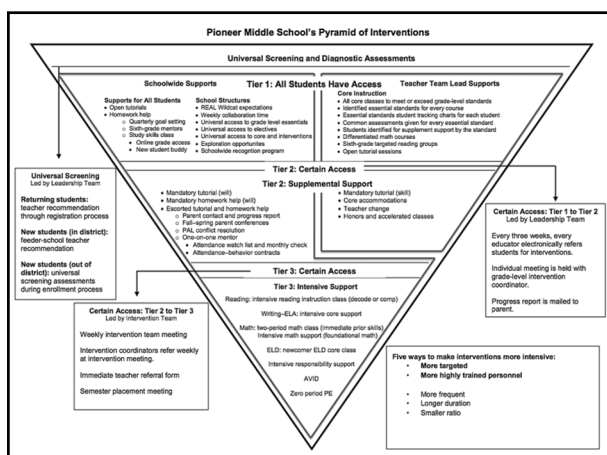 Pioneer Middle School's Pyramid of Interventions
Universal Screening and Diagnostic Assessments
Tier 1: All Students Have Access
Schoolwide Supports
Supports for All Students
• Open tutorials
• Homework help
○ Quarterly goal setting
○ Sixth-grade mentors
○ Study skills class
• Online grade access
• New student buddy
School Structures
• REAL Wildcat expectations
• Weekly collaboration time
• Univeral access to grade level essentials
• Universal access to electives
• Universal access to core and interventions
• Exploration opportunites
• Schoolwide recognition program
Teacher Team Lead Supports
Core Instruction
• All core classes to meet or exceed grade-level standards
• Identified essential standards for every course
• Essential standards student tracking charts for each student
• Common assessments given for every essential standard
• Students identified for supplement support by the standard
• Differentiated math courses
• Sixth-grade targeted reading groups
• Open tutorial sessions
Tier 2: Certain Access
Tier 2: Supplemental Support
• Mandatory tutorial (will)
• Mandatory homework help (will)
• Escorted tutorial and homework help
○ Parent contact and progress report
○ Fall–spring parent conferences
○ PAL conflict resolution
○ One-on-one mentor
• Attendance watch list and monthly check
• Attendance–behavior contracts
• Mandatory tutorial (skill)
• Core accommodations
• Teacher change
• Honors and accelerated classes
Tier 3: Certain Access
Tier 3: Intensive Support
Reading: intensive reading instruction class (decode or comp)
Writing–ELA: intensive core support
Math: two-period math class (immediate prior skills)
Intensive math support (foundational math)
ELD: newcomer ELD core class
Intensive responsibility support
AVID
Zero period PE
Universal Screening
Led by Leadership Team
Returning students:
teacher recommendation
through registration process
New students (in district):
feeder-school teacher
recommendation
New students (out of
district): universal
screening assessments
during enrollment process
Certain Access: Tier 2 to Tier 3
Led by Intervention Team
Weekly intervention team meeting
Intervention coordinators refer weekly
at intervention meeting.
Immediate teacher referral form
Semester placement meeting
Certain Access: Tier 1 to Tier 2
Led by Leadership Team
Every three weeks, every
educator electronically refers
students for interventions.
Individual meeting is held with
grade-level intervention
coordinator.
Progress report is mailed to
parent.
Five ways to make interventions more intensive:
• More targeted
• More highly trained personnel
• More frequent
• Longer duration
• Smaller ratio